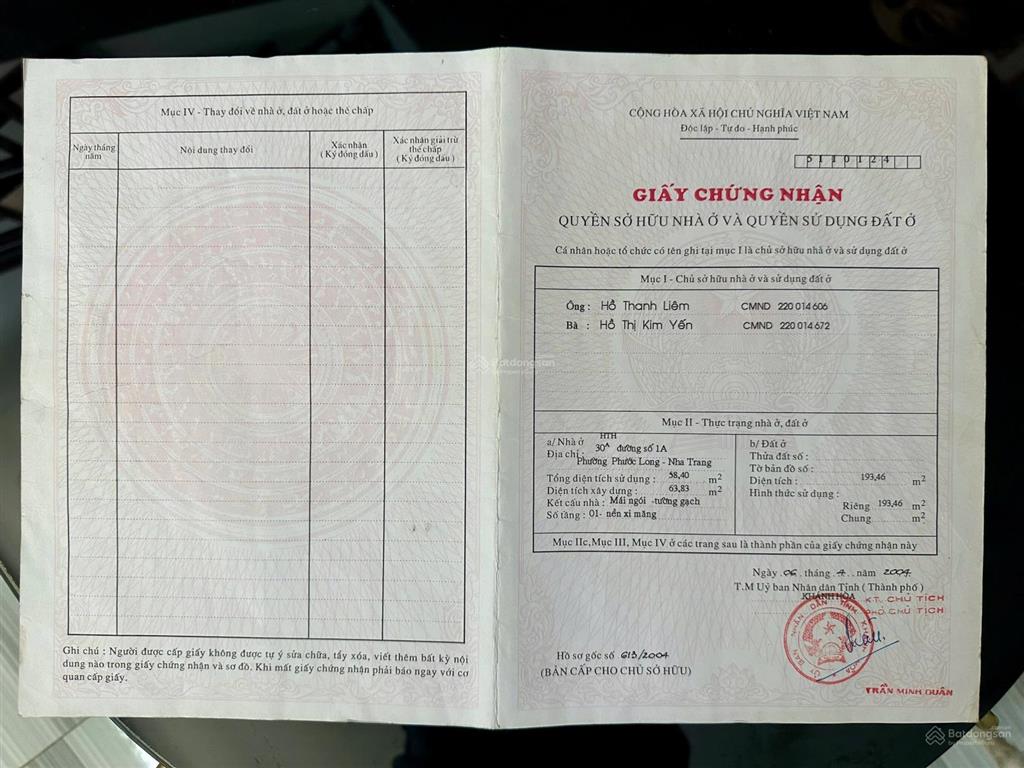 Mục IV - Thay đổi về nhà ở, đất ở hoặc thế chấp
Ngày tháng năm
Nội dung thay đổi
Xác nhận
( Ký đóng dấu )
Xác nhận giải trừ
thế chấp
( Ký đóng dấu )
Ghi chú : Người được cấp giấy không được tự ý sửa chữa, tẩy xóa, viết thêm bất kỳ nội
dung nào trong giấy chứng nhận và sơ đồ. Khi mất giấy chứng nhận phải báo ngay với cơ
quan cấp giấy.
CỘNG HÒA XÃ HỘI CHỦ NGHĨA VIỆT NAM
Độc lập - Tự do - Hạnh phúc
5110124
GIẤY CHỨNG NHẬN
QUYỀN SỞ HỮU NHÀ Ở VÀ QUYỀN SỬ DỤNG ĐẤT Ở
Cá nhân hoặc tổ chức có tên ghi tại mục I là chủ sở hữu nhà ở và sử dụng đất ở
Mục I - Chủ sở hữu nhà ở và sử dụng đất ở
Ông : Hồ Thanh Liêm CMND 220 014 606
Bà : Hồ Thị Kim Yến CMND 220 014 672
Mục II - Thực trạng nhà ở, đất ở
a/ Nhà ở HTH
Địa chỉ : 30A đường số 1A
Phường Phước Long - Nha Trang
Tổng diện tích sử dụng : 58,40 m2
Diện tích xây dựng : 63,83 m2
Kết cấu nhà : Mái ngói -tường gạch
Số tầng : 01- nền xi măng
b/ Đất ở
Thửa đất số :
Tờ bản đồ số :
Diện tích : 193,46 m2
Hình thức sử dụng :
Riêng 193,46 m2
Chung m2
Mục IIc,Mục III, Mục IV ở các trang sau là thành phần của giấy chứng nhận này
Ngày 06 tháng 4 năm 2004
T.M Uỷ ban Nhân dân Tỉnh ( Thành phố )
KHÁNH HÒA
K.T. CHỦ TỊCH
PHÓ CHỦ TỊCH
Hồ sơ gốc số 613/2004
(BẢN CẤP CHO CHỦ SỞ HỮU)
TRẦN MINH DUÂN
Batdongsan
Batdongsan
by PropertyGuru